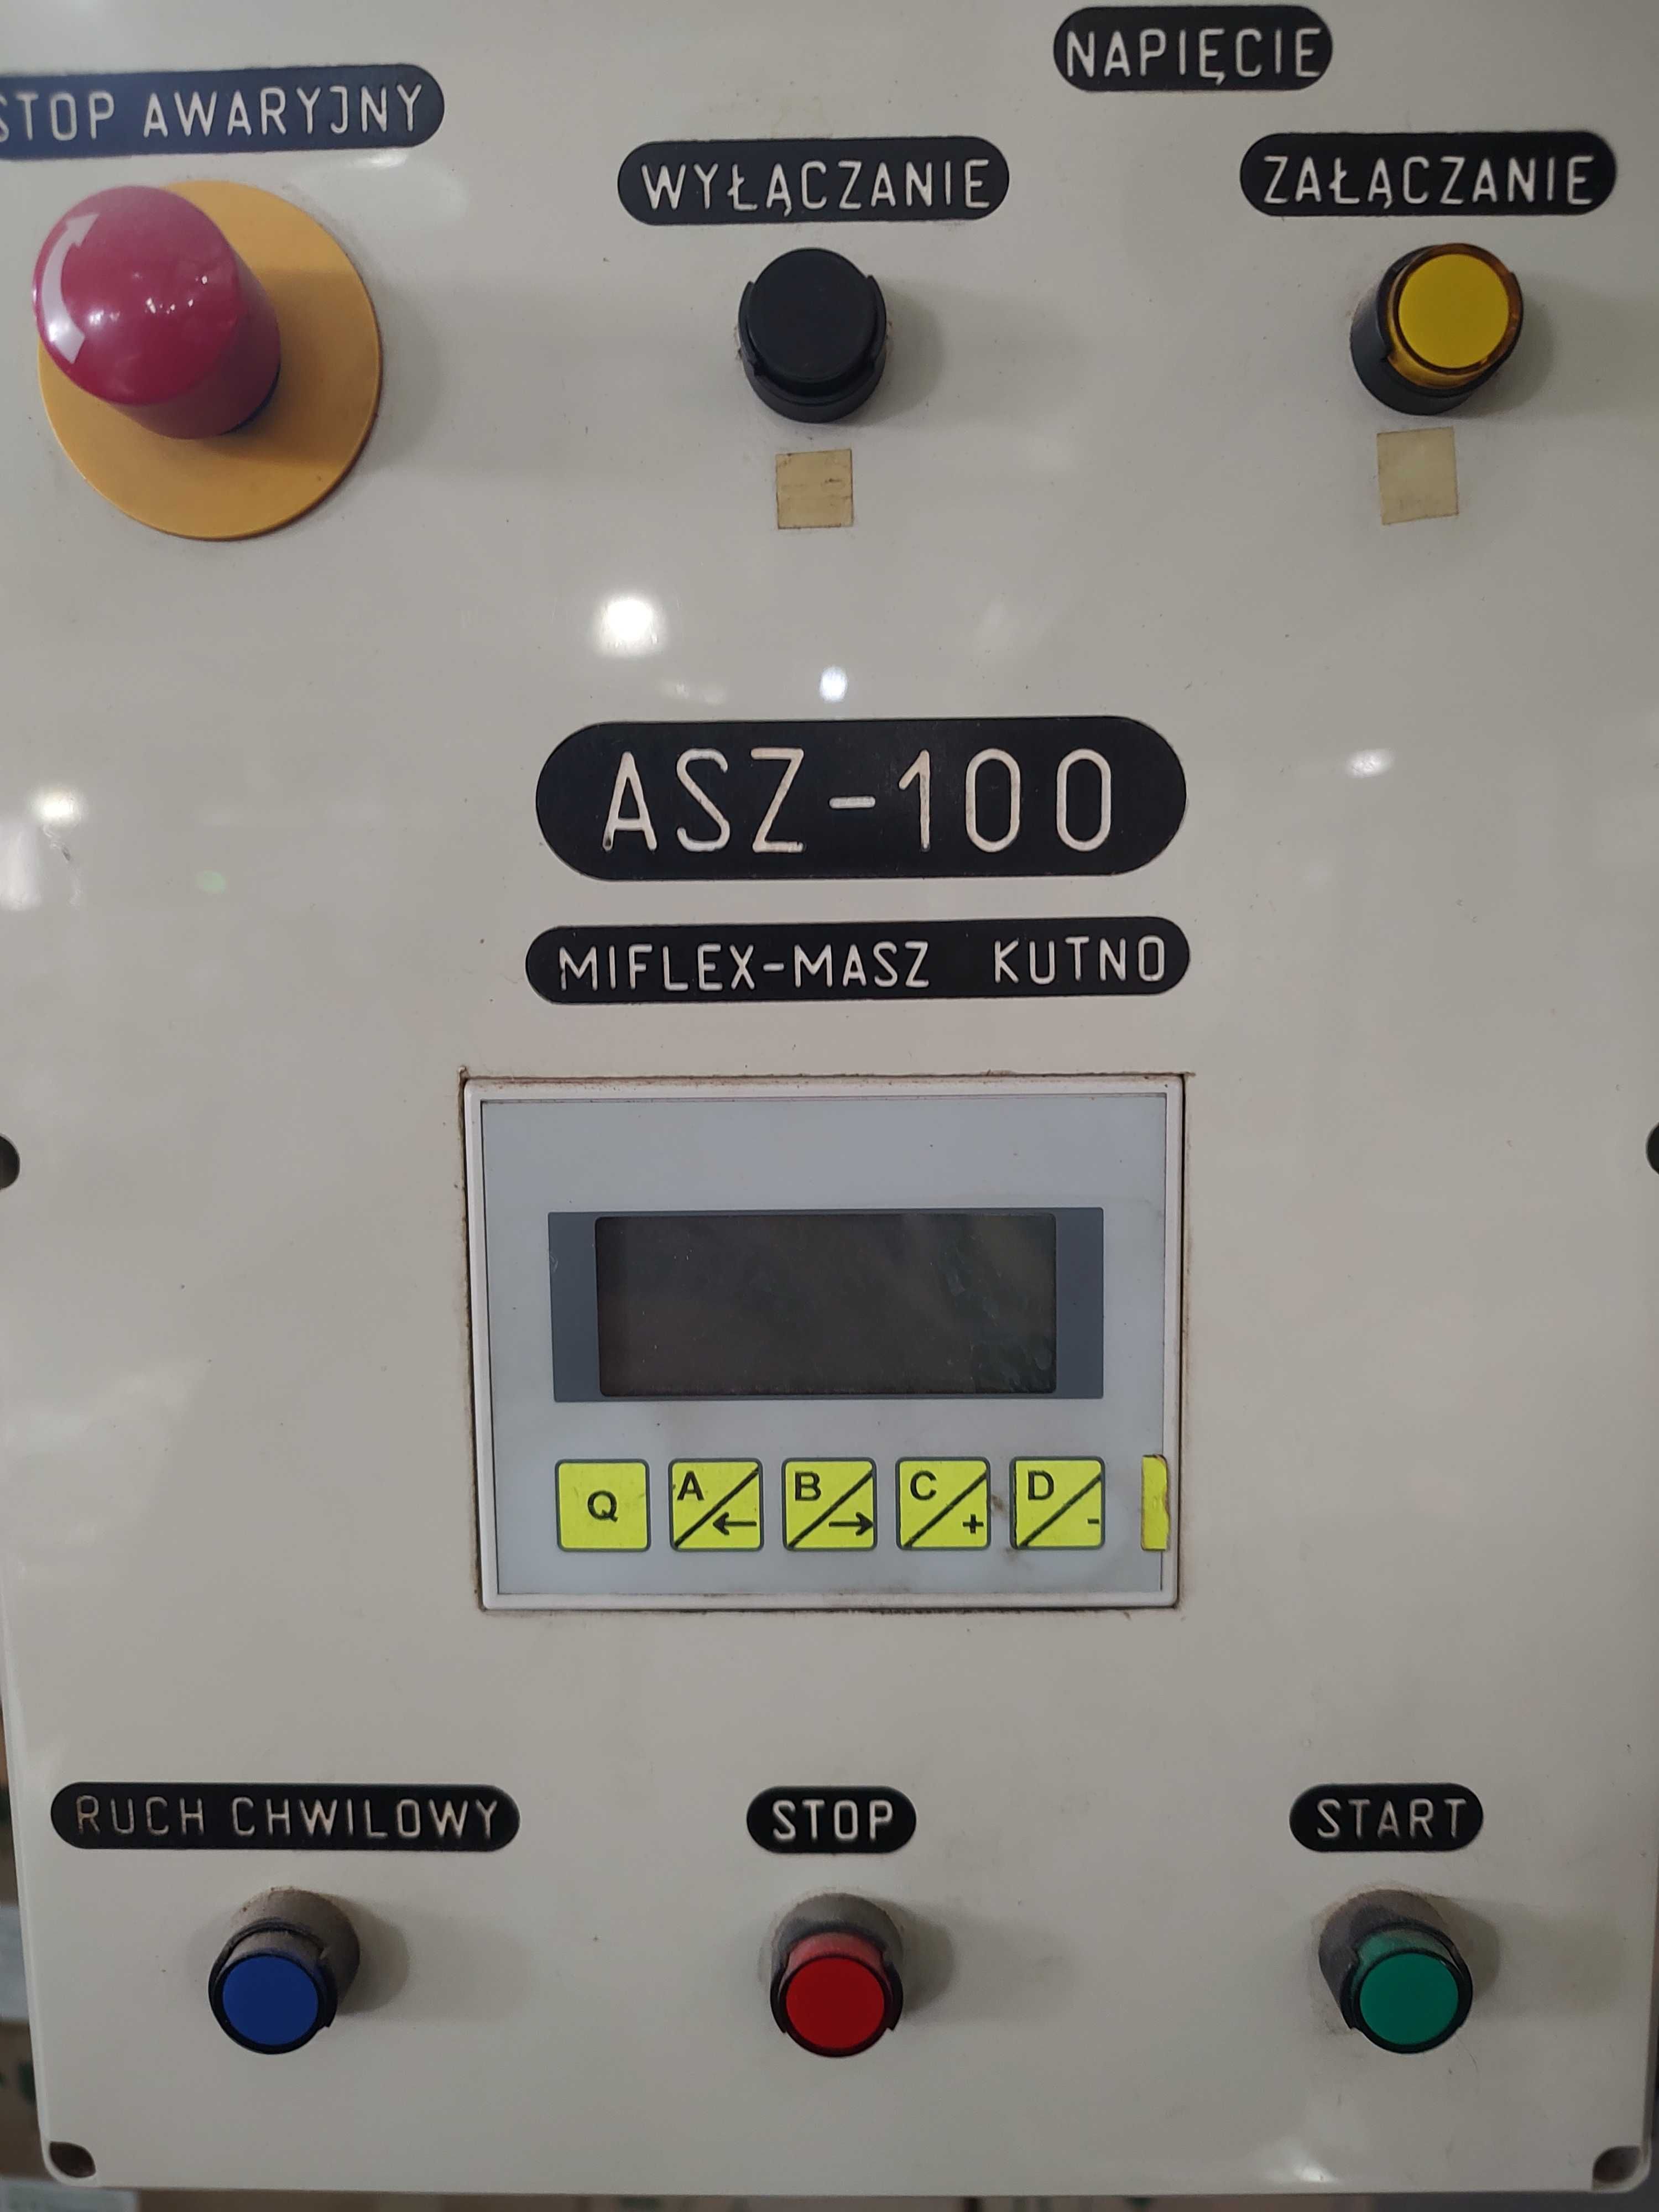 NAPIĘCIE
STOP AWARYJNY
WYŁĄCZANIE
ZAŁĄCZANIE
ASZ-100
MIFLEX-MASZ KUTNO
Q
A ←
B →
C +
D -
RUCH CHWILOWY
STOP
START